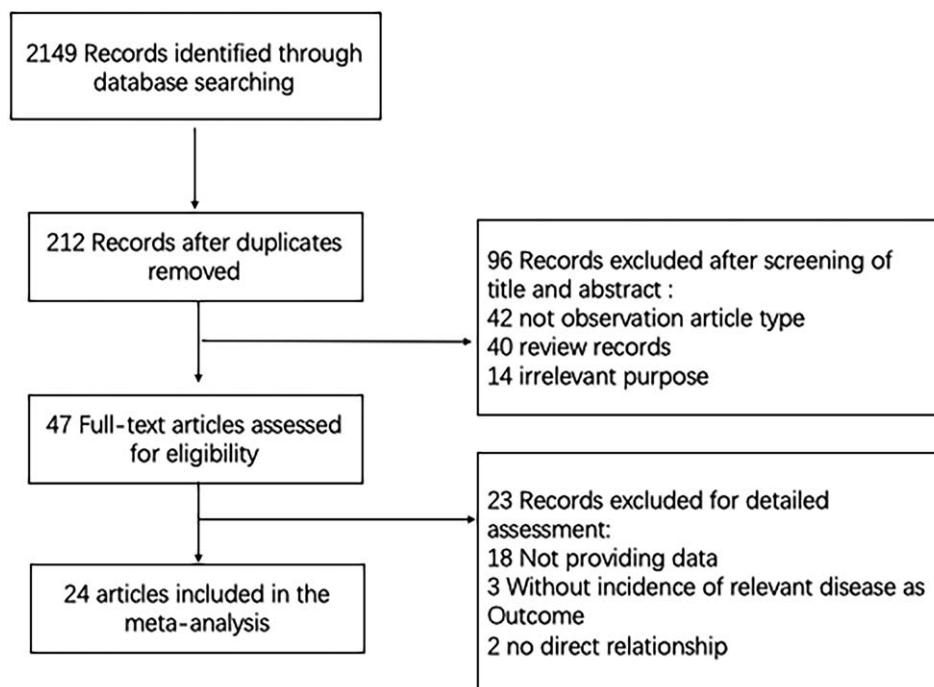 2149 Records identified through
database searching
212 Records after duplicates
removed
96 Records excluded after screening of
title and abstract :
42 not observation article type
40 review records
14 irrelevant purpose
47 Full-text articles assessed
for eligibility
23 Records excluded for detailed
assessment:
18 Not providing data
3 Without incidence of relevant disease as
Outcome
2 no direct relationship
24 articles included in the
meta-analysis